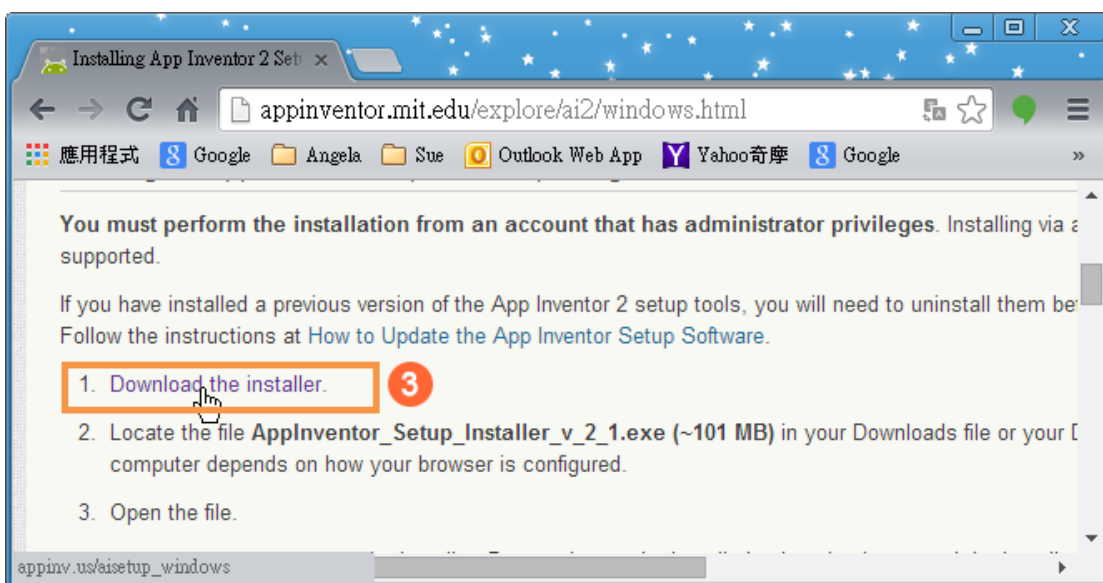 Installing App Inventor 2 Set
appinventor.mit.edu/explore/ai2/windows.html
應用程式 Google Angela Sue Outlook Web App Yahoo奇摩 Google »
You must perform the installation from an account that has administrator privileges. Installing via a
supported.
If you have installed a previous version of the App Inventor 2 setup tools, you will need to uninstall them be
Follow the instructions at How to Update the App Inventor Setup Software.
1. Download the installer.
3
2. Locate the file AppInventor_Setup_Installer_v_2_1.exe (~101 MB) in your Downloads file or your D
computer depends on how your browser is configured.
3. Open the file.
appinv.us/aisetup_windows